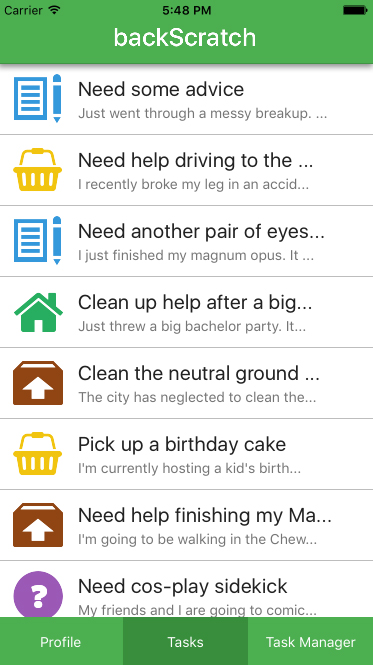 Carrier 5:48 PM
backScratch
Need some advice
Just went through a messy breakup. ...
Need help driving to the ...
I recently broke my leg in an accid...
Need another pair of eyes...
I just finished my magnum opus. It ...
Clean up help after a big...
Just threw a big bachelor party. It...
Clean the neutral ground ...
The city has neglected to clean the...
Pick up a birthday cake
I'm currently hosting a kid's birth...
Need help finishing my Ma...
I'm going to be walking in the Chew...
?
Need cos-play sidekick
My friends and I are going to comic...
Profile Tasks Task Manager